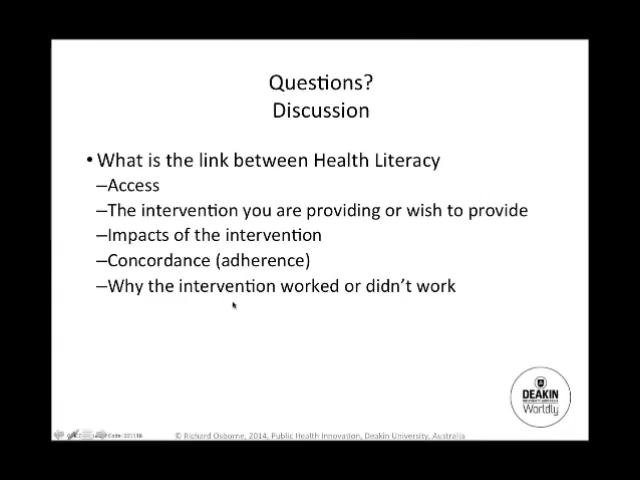 Questions?
Discussion
• What is the link between Health Literacy
–Access
–The intervention you are providing or wish to provide
–Impacts of the intervention
–Concordance (adherence)
–Why the intervention worked or didn't work
DEAKIN
Worldly
© Richard Osborne, 2014, Public Health Innovation, Deakin University, Australia